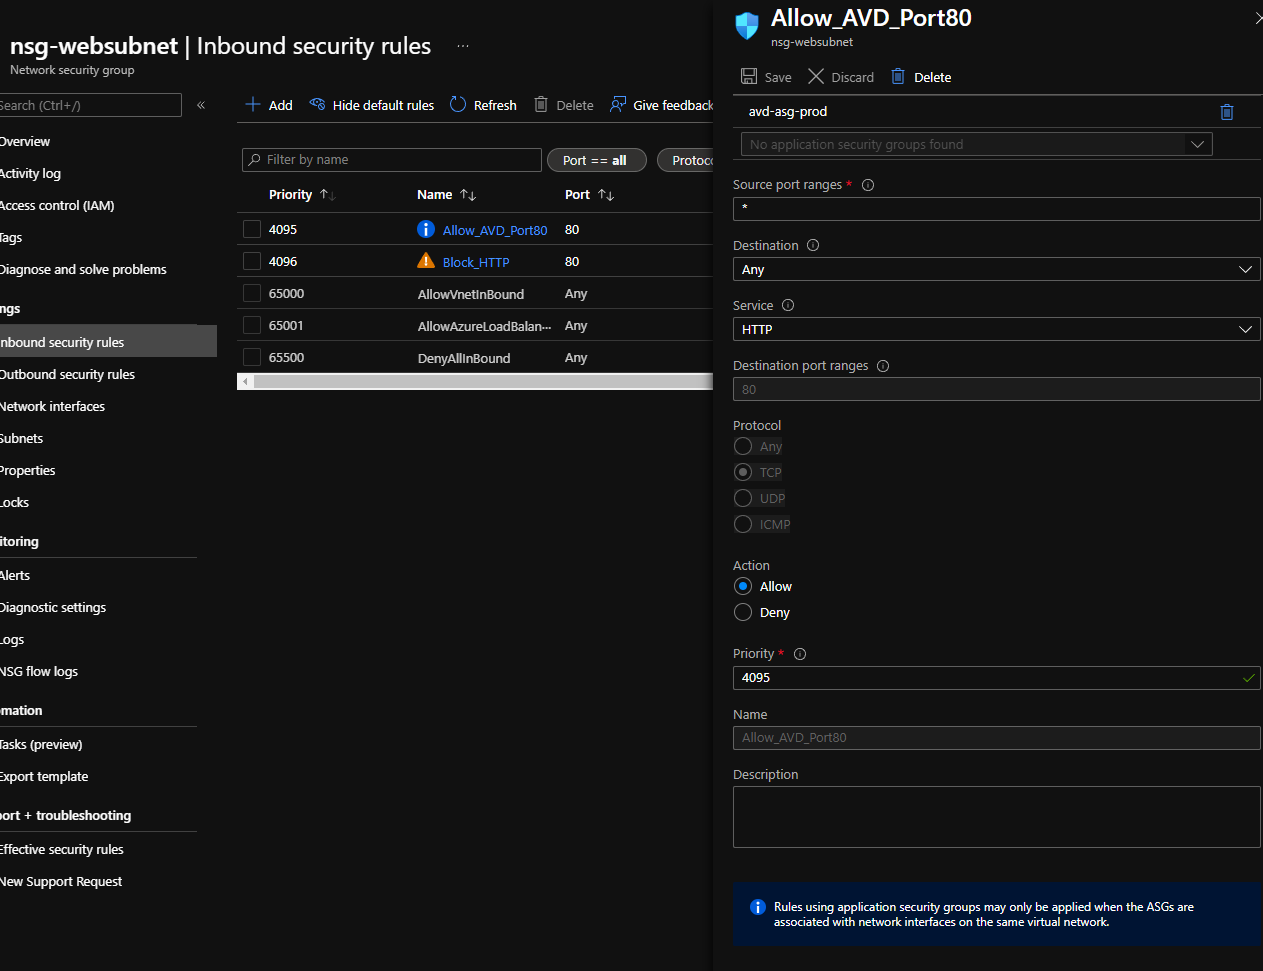 nsg-websubnet | Inbound security rules ...
Network security group
Search (Ctrl+/) «
Overview
Activity log
Access control (IAM)
Tags
Diagnose and solve problems
ngs
nbound security rules
Outbound security rules
Network interfaces
Subnets
Properties
Locks
itoring
Alerts
Diagnostic settings
Logs
NSG flow logs
mation
Tasks (preview)
Export template
port + troubleshooting
Effective security rules
New Support Request
Add Hide default rules Refresh Delete Give feedback
Filter by name Port == all Protoco
Priority Name Port
4095 Allow_AVD_Port80 80
4096 Block_HTTP 80
65000 AllowVnetInBound Any
65001 AllowAzureLoadBalan... Any
65500 DenyAllInBound Any
Allow_AVD_Port80
nsg-websubnet
Save Discard Delete
avd-asg-prod
No application security groups found
Source port ranges *
*
Destination
Any
Service
HTTP
Destination port ranges
80
Protocol
Any
TCP
UDP
ICMP
Action
Allow
Deny
Priority *
4095
Name
Allow_AVD_Port80
Description
Rules using application security groups may only be applied when the ASGs are
associated with network interfaces on the same virtual network.